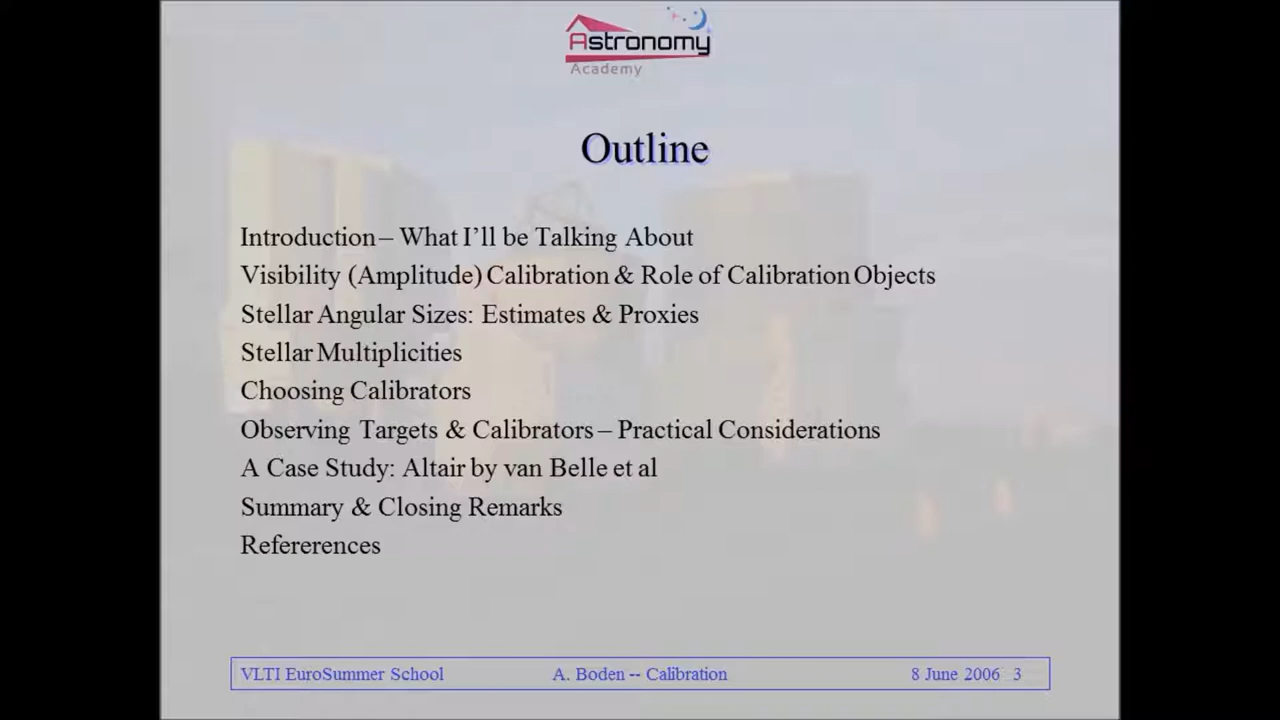 Astronomy
Academy
Outline
Introduction – What I’ll be Talking About
Visibility (Amplitude) Calibration & Role of Calibration Objects
Stellar Angular Sizes: Estimates & Proxies
Stellar Multiplicities
Choosing Calibrators
Observing Targets & Calibrators – Practical Considerations
A Case Study: Altair by van Belle et al
Summary & Closing Remarks
Refererences
VLTI EuroSummer School A. Boden -- Calibration 8 June 2006 3